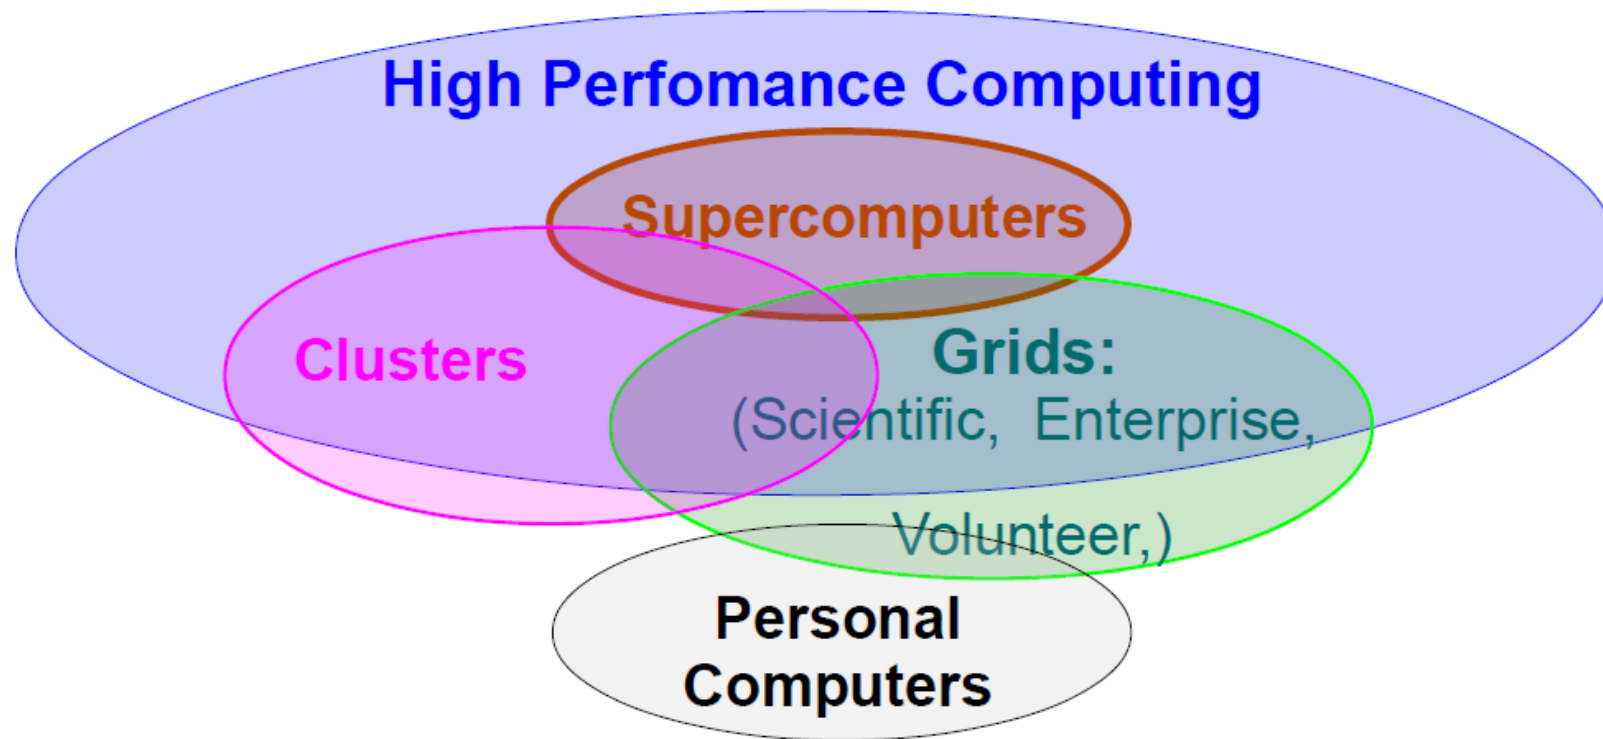 High Perfomance Computing
Supercomputers
Clusters
Grids:
(Scientific, Enterprise,
Volunteer,)
Personal
Computers